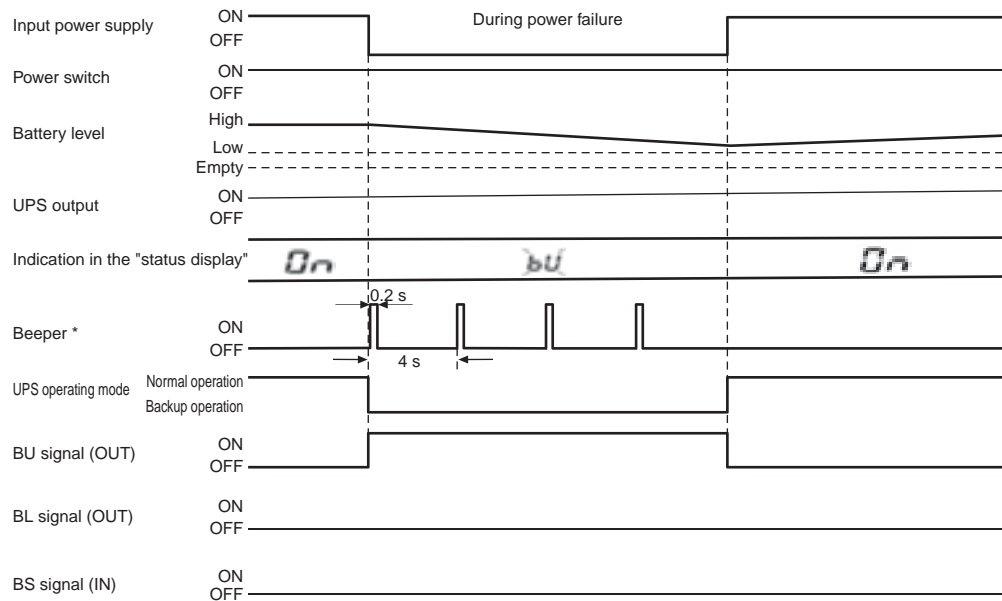 ON
During power failure
Input power supply
OFF
ON
Power switch
OFF
High
Battery level
Low
Empty
ON
UPS output
OFF
Indication in the "status display" On bU On
0.2 s
Beeper * ON
OFF
4 s
UPS operating mode Normal operation
Backup operation
ON
BU signal (OUT)
OFF
ON
BL signal (OUT)
OFF
ON
BS signal (IN)
OFF